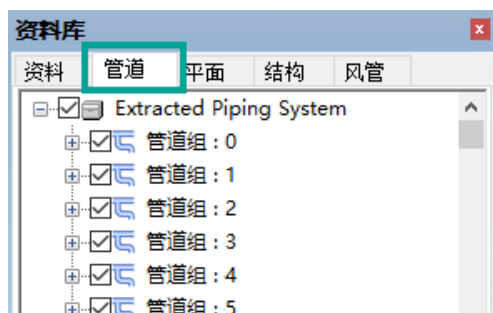 资料库
资料 管道 平面 结构 风管
Extracted Piping System
管道组 : 0
管道组 : 1
管道组 : 2
管道组 : 3
管道组 : 4
管道组 : 5